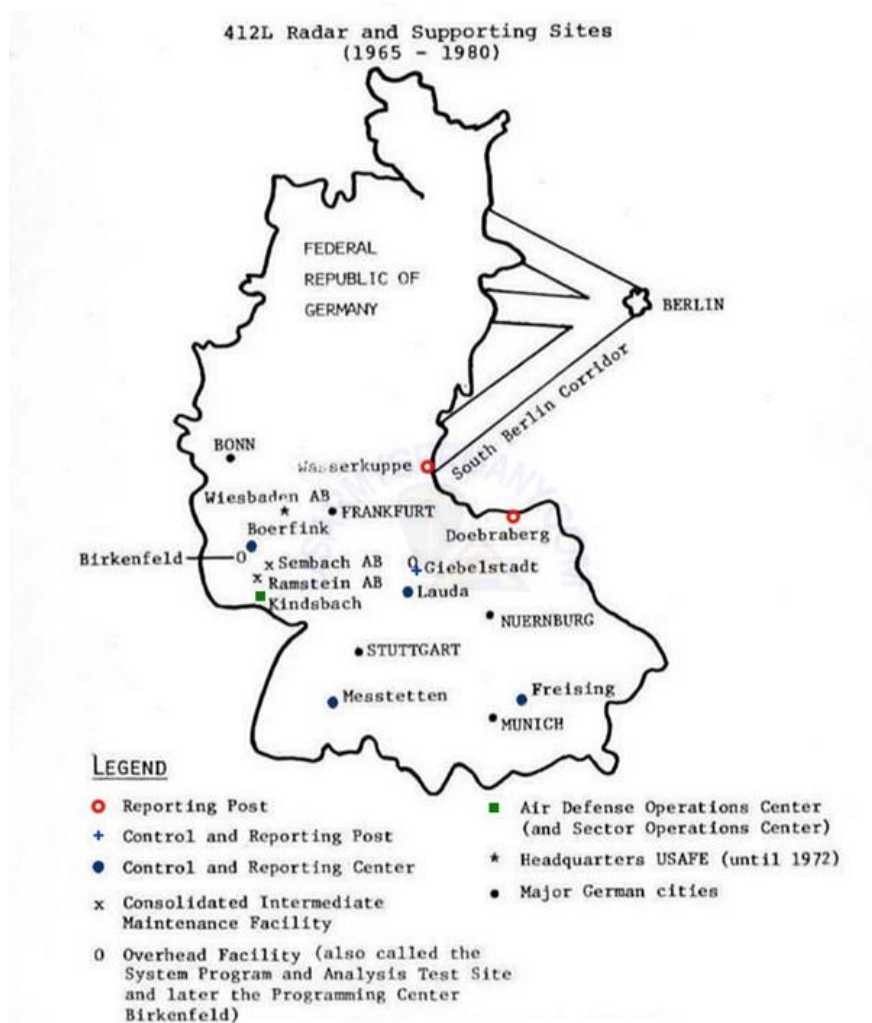 412L Radar and Supporting Sites
(1965 - 1980)
FEDERAL
REPUBLIC OF
GERMANY
BERLIN
South Berlin Corridor
BONN
Wasserkuppe
Wiesbaden AB
FRANKFURT
Doebraberg
Boerfink
Birkenfeld
O
x Sembach AB
O
+ Giebelstadt
x Ramstein AB
Kindsbach
Lauda
NUERNBURG
STUTTGART
Messtetten
Freising
MUNICH
LEGEND
Reporting Post
+ Control and Reporting Post
Control and Reporting Center
x Consolidated Intermediate
Maintenance Facility
O Overhead Facility (also called the
System Program and Analysis Test Site
and later the Programming Center
Birkenfeld)
Air Defense Operations Center
(and Sector Operations Center)
* Headquarters USAFE (until 1972)
Major German cities